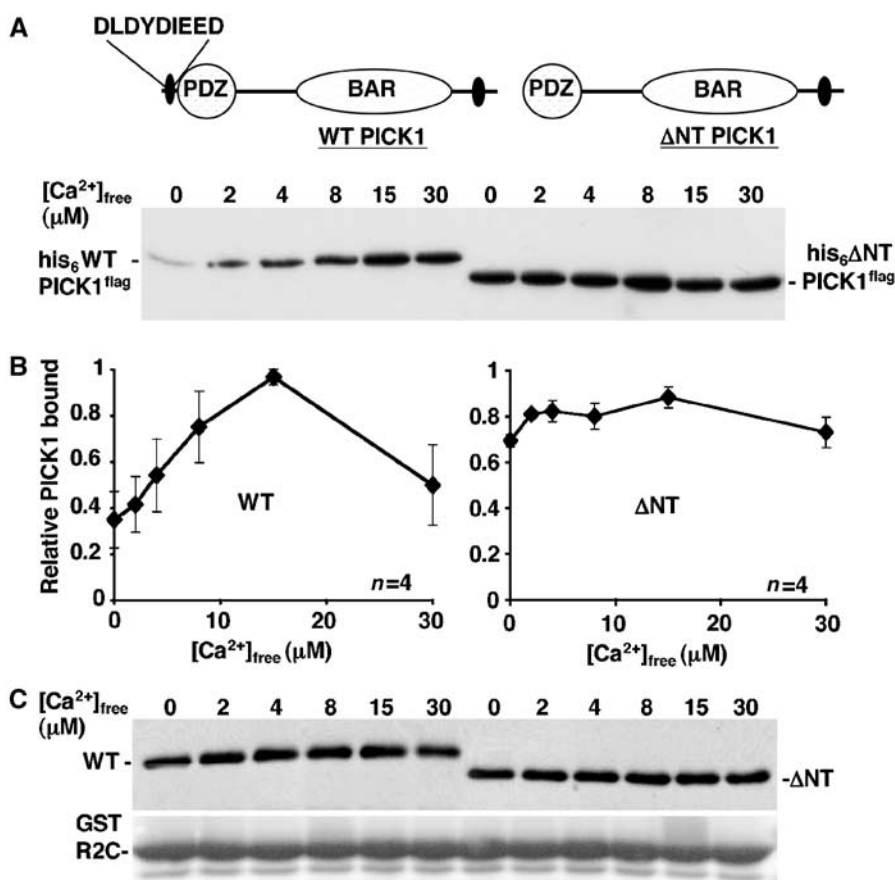 A
DLDYDIEED
PDZ BAR PDZ BAR
WT PICK1 ΔNT PICK1
[Ca²⁺]free 0 2 4 8 15 30 0 2 4 8 15 30
(μM)
his₆WT - his₆ΔNT
PICK1ᶠˡᵃᵍ - PICK1ᶠˡᵃᵍ
B
Relative PICK1 bound
1
0.8
0.6
0.4
0.2
0
WT
n=4
0 10 20 30
[Ca²⁺]free (μM)
1
0.8
0.6
0.4
0.2
0
ΔNT
n=4
0 10 20 30
[Ca²⁺]free (μM)
C [Ca²⁺]free 0 2 4 8 15 30 0 2 4 8 15 30
(μM)
WT - -ΔNT
GST
R2C-